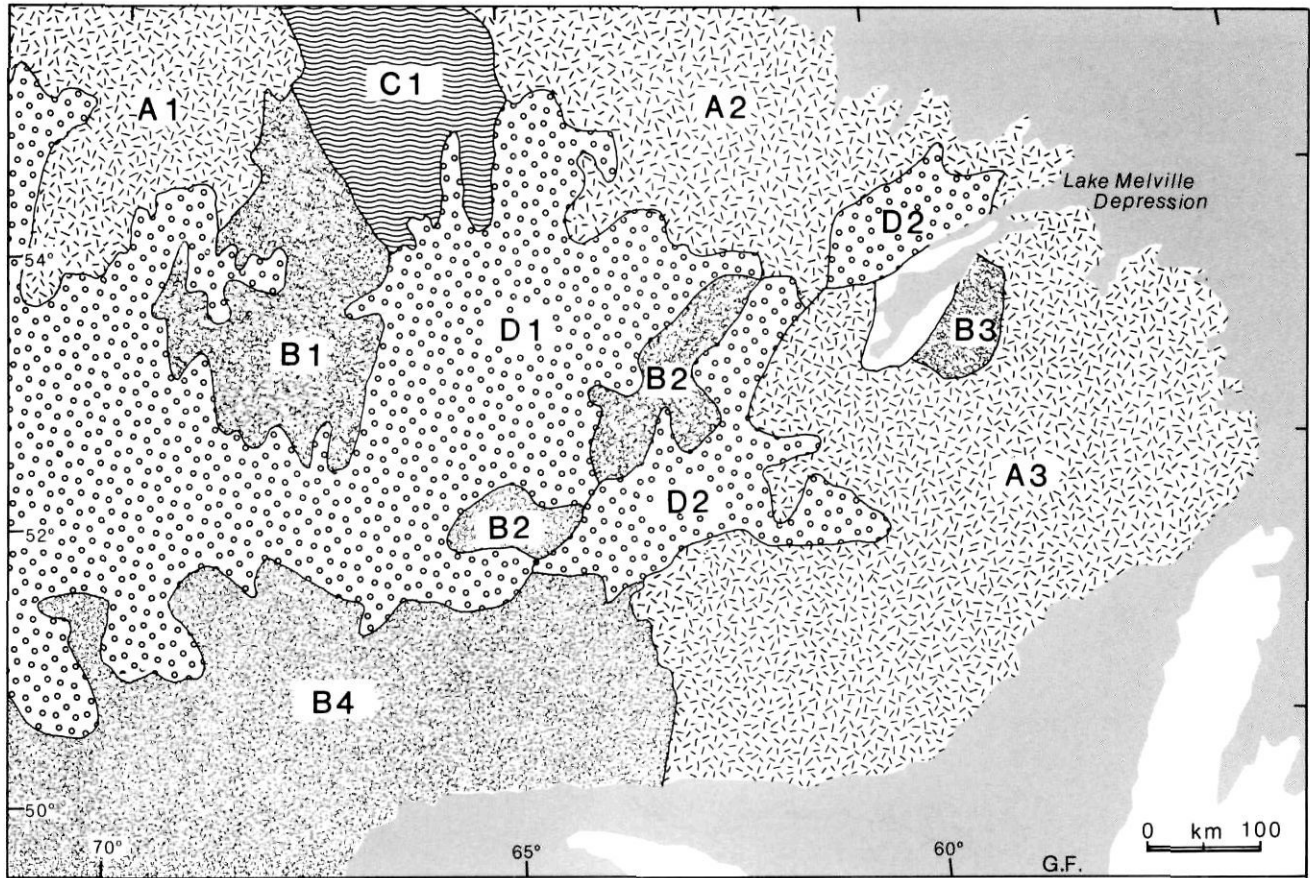 C1
A1
A2
Lake Melville
Depression
D2
54
D1
B1
B3
B2
A3
D2
B2
52
B4
50°
0 km 100
70°
65°
60°
G.F.